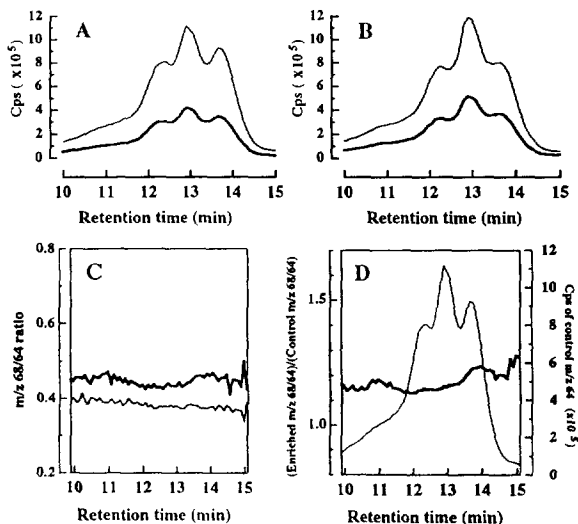 A
Cps ( x10 5)
12
10
8
6
4
2
0
10 11 12 13 14 15
Retention time (min)
B
Cps ( x10 5)
12
10
8
6
4
2
0
10 11 12 13 14 15
Retention time (min)
C
m/z 68/64 ratio
0.8
0.6
0.4
0.2
10 11 12 13 14 15
Retention time (min)
D
(Enriched m/z 68/64)/(Control m/z 68/64)
1.5
1.0
12
10
8
6
4
2
0
Cps of control m/z 64 (x10 5)
10 11 12 13 14 15
Retention time (min)